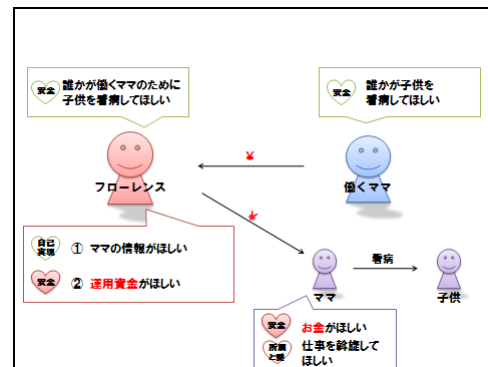 安全 誰かが働くママのために
子供を看病してほしい
安全 誰かが子供を
看病してほしい
¥
フローレンス
働くママ
¥
自己
実現 ① ママの情報がほしい
安全 ② 運用資金がほしい
看病
ママ
子供
安全 お金がほしい
所属
と愛 仕事を斡旋して
ほしい